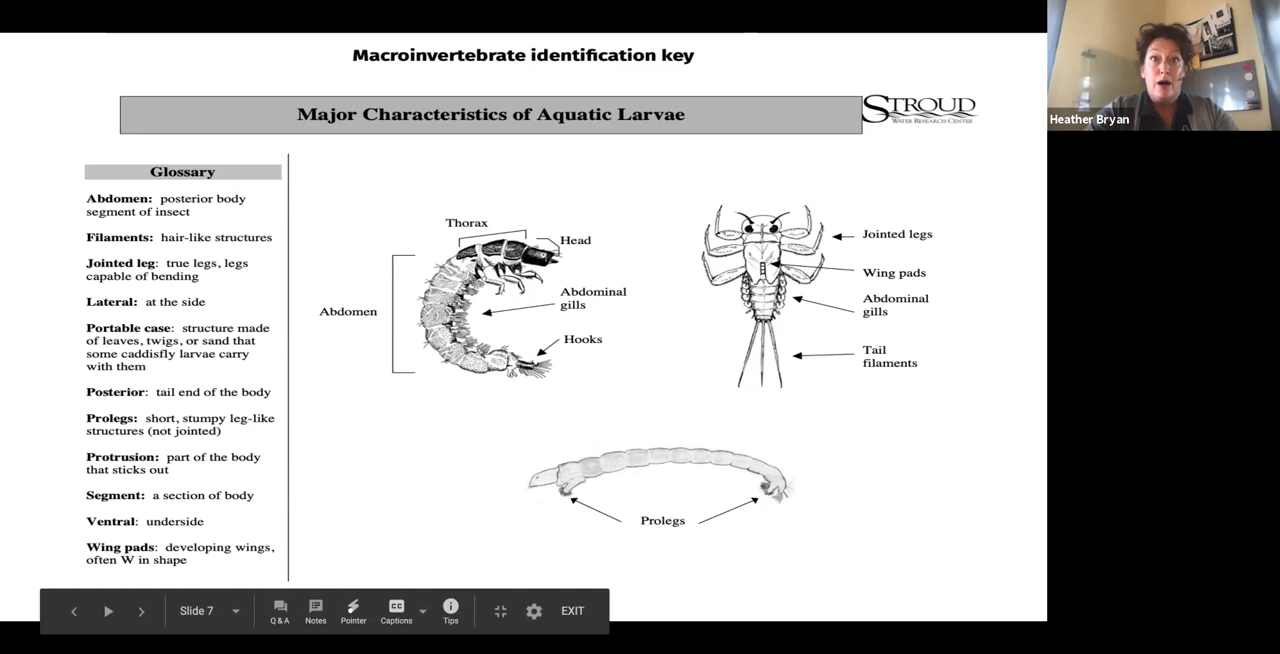 Macroinvertebrate identification key
Major Characteristics of Aquatic Larvae
STROUD
WATER RESEARCH CENTER
Heather Bryan
Glossary
Abdomen: posterior body
segment of insect
Filaments: hair-like structures
Jointed leg: true legs, legs
capable of bending
Lateral: at the side
Portable case: structure made
of leaves, twigs, or sand that
some caddisfly larvae carry
with them
Posterior: tail end of the body
Prolegs: short, stumpy leg-like
structures (not jointed)
Protrusion: part of the body
that sticks out
Segment: a section of body
Ventral: underside
Wing pads: developing wings,
often W in shape
Thorax
Head
Abdominal
gills
Abdomen
Hooks
Jointed legs
Wing pads
Abdominal
gills
Tail
filaments
Prolegs
Slide 7
Q & A
Notes
Pointer
CC
Captions
Tips
EXIT